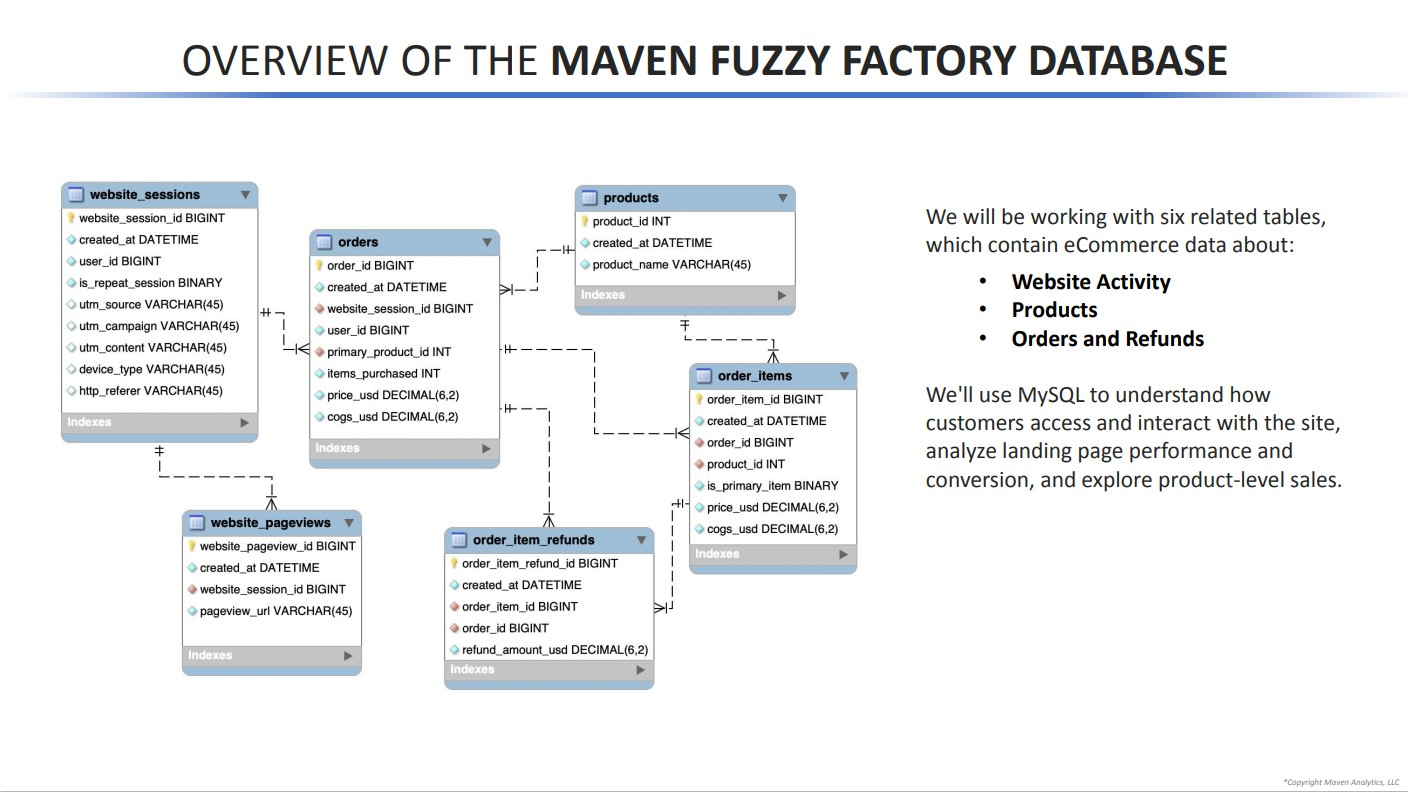 OVERVIEW OF THE MAVEN FUZZY FACTORY DATABASE
website_sessions
website_session_id BIGINT
created_at DATETIME
user_id BIGINT
is_repeat_session BINARY
utm_source VARCHAR(45)
utm_campaign VARCHAR(45)
utm_content VARCHAR(45)
device_type VARCHAR(45)
http_referer VARCHAR(45)
Indexes
orders
order_id BIGINT
created_at DATETIME
website_session_id BIGINT
user_id BIGINT
primary_product_id INT
items_purchased INT
price_usd DECIMAL(6,2)
cogs_usd DECIMAL(6,2)
Indexes
products
product_id INT
created_at DATETIME
product_name VARCHAR(45)
Indexes
order_items
order_item_id BIGINT
created_at DATETIME
order_id BIGINT
product_id INT
is_primary_item BINARY
price_usd DECIMAL(6,2)
cogs_usd DECIMAL(6,2)
Indexes
website_pageviews
website_pageview_id BIGINT
created_at DATETIME
website_session_id BIGINT
pageview_url VARCHAR(45)
Indexes
order_item_refunds
order_item_refund_id BIGINT
created_at DATETIME
order_item_id BIGINT
order_id BIGINT
refund_amount_usd DECIMAL(6,2)
Indexes
We will be working with six related tables,
which contain eCommerce data about:
• Website Activity
• Products
• Orders and Refunds
We'll use MySQL to understand how
customers access and interact with the site,
analyze landing page performance and
conversion, and explore product-level sales.
*Copyright Maven Analytics, LLC